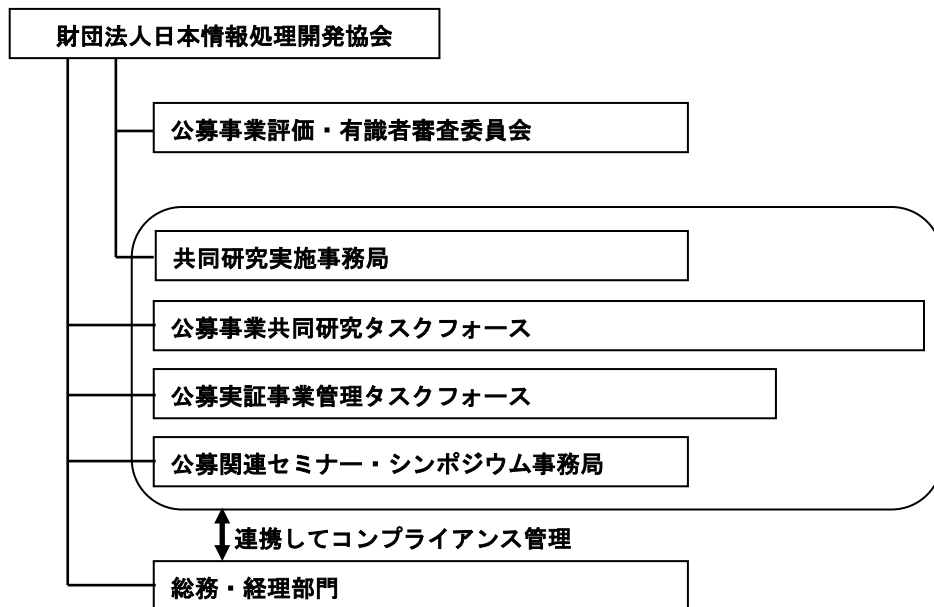 財団法人日本情報処理開発協会
公募事業評価・有識者審査委員会
共同研究実施事務局
公募事業共同研究タスクフォース
公募実証事業管理タスクフォース
公募関連セミナー・シンポジウム事務局
連携してコンプライアンス管理
総務・経理部門